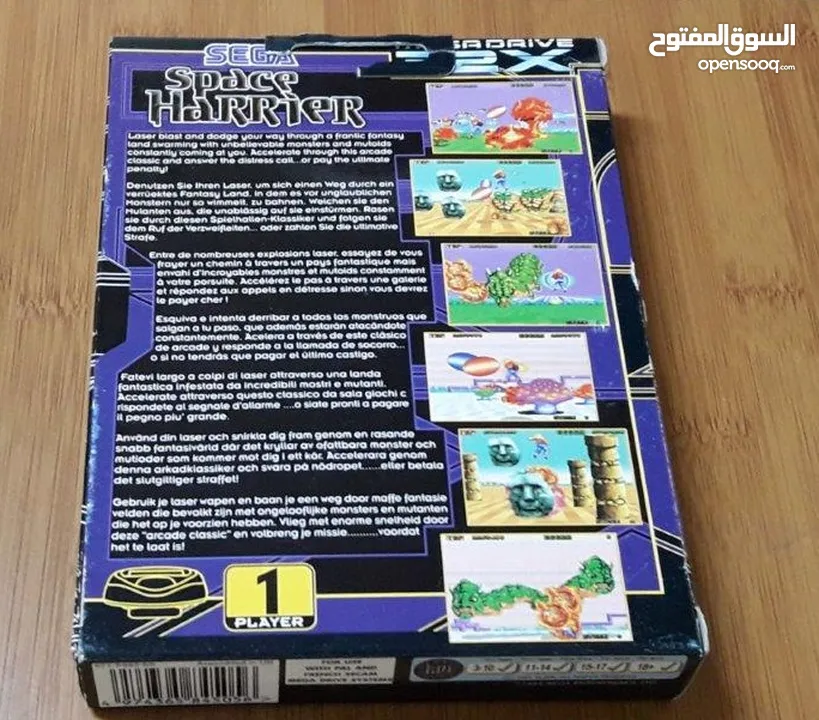 السوق المفتوح
opensooq.com
SEGA
Space
Harrier
Laser blast and dodge your way through a frantic fantasy
land swarming with unbelievable monsters and mutoids
constantly coming at you. Accelerate through this arcade
classic and answer the distress call...or pay the ultimate
penalty!
Benutzen Sie Ihren Laser, um sich einen Weg durch ein
verrücktes Fantasy Land, in dem es vor unglaublichen
Monstern nur so wimmelt, zu bahnen. Weichen sie den
Mutanten aus, die unablässig auf sie einstürmen. Rasen
sie durch diesen Spielhallen-Klassiker und folgen sie
dem Ruf der Verzweifleten... oder zahlen Sie die ultimative
Strafe.
Entre de nombreuses explosions laser, essayez de vous
frayer un chemin à travers un pays fantastique mais
envahi d'incroyables monstres et mutoids constamment
à votre porsuite. Accélérez le pas à travers une galerie
et répondez aux appels en détresse sinon vous devrez
le payer cher !
Esquiva e intenta derribar a todos los monstruos que
salgan a tu paso, que además estarán atacándote
constantemente. Acelera a través de este clásico
de arcade y responde a la llamada de socorro...
o si no tendrás que pagar el último castigo.
Fatevi largo a colpi di laser attraverso una landa
fantastica infestata da incredibili mostri e mutanti.
Accelerate attraverso questo classico da sala giochi e
rispondete al segnale d'allarme ....o siate pronti a pagare
il pegno piu' grande.
Använd din laser och snirkla dig fram genom en rasande
snabb fantasivärld där det kryllar av ofattbara monster och
mutioder som kommer mot dig i ett kör. Accelerara genom
denna arkadklassiker och svara på nödropet......eller betala
det slutgilliger straffet!
Gebruik je laser wapen en baan je een weg door maffe fantasie
velden die bevolkt zijn met ongelooflijke monsters en mutanten
die het op je voorzien hebben. Vlieg met enorme snelheid door
deze "arcade classic" en volbreng je missie..........voordat
het te laat is!
1
PLAYER
FOR USE
WITH PAL AND
FRENCH SECAM
MEGA DRIVE SYSTEMS
3-10 11-14 15-17 18+